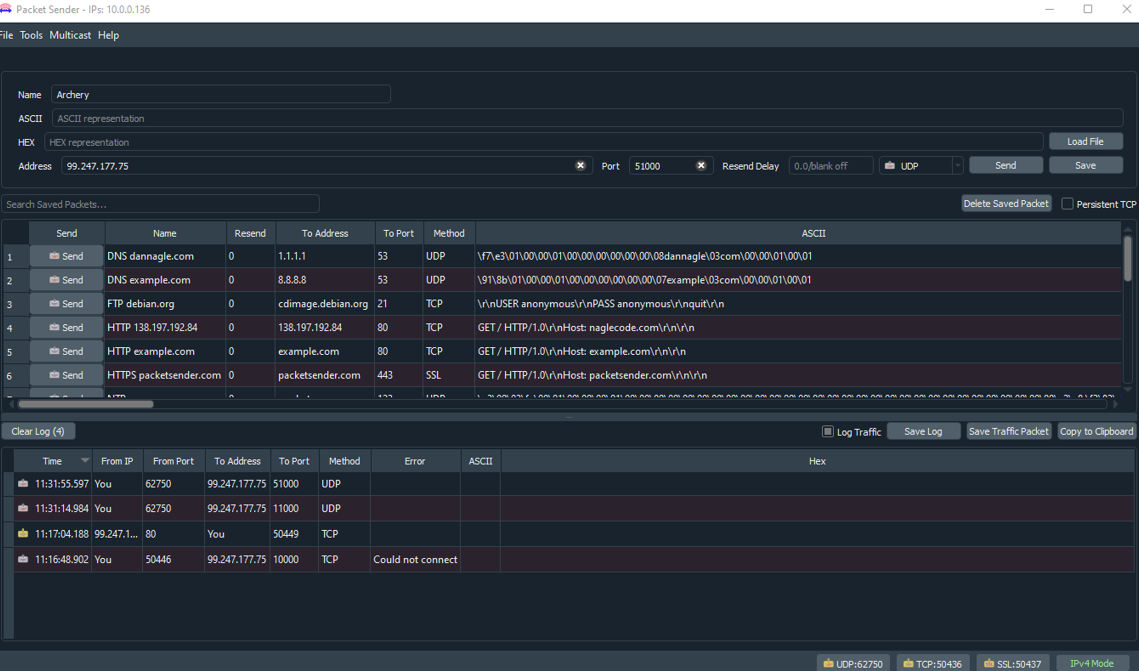 Packet Sender - IPs: 10.0.0.136
File Tools Multicast Help
Name Archery
ASCII ASCII representation
HEX HEX representation Load File
Address 99.247.177.75 Port 51000 Resend Delay 0.0/blank off UDP Send Save
Search Saved Packets... Delete Saved Packet Persistent TCP
Send Name Resend To Address To Port Method ASCII
1 Send DNS dannagle.com 0 1.1.1.1 53 UDP \f7\e3\01\00\00\01\00\00\00\00\00\00\08dannagle\03com\00\00\01\00\01
2 Send DNS example.com 0 8.8.8.8 53 UDP \91\8b\01\00\00\01\00\00\00\00\00\00\07example\03com\00\00\01\00\01
3 Send FTP debian.org 0 cdimage.debian.org 21 TCP \r\nUSER anonymous\r\nPASS anonymous\r\nquit\r\n
4 Send HTTP 138.197.192.84 0 138.197.192.84 80 TCP GET / HTTP/1.0\r\nHost: naglecode.com\r\n\r\n
5 Send HTTP example.com 0 example.com 80 TCP GET / HTTP/1.0\r\nHost: example.com\r\n\r\n
6 Send HTTPS packetsender.com 0 packetsender.com 443 SSL GET / HTTP/1.0\r\nHost: packetsender.com\r\n\r\n
Clear Log (4) Log Traffic Save Log Save Traffic Packet Copy to Clipboard
Time From IP From Port To Address To Port Method Error ASCII Hex
11:31:55.597 You 62750 99.247.177.75 51000 UDP
11:31:14.984 You 62750 99.247.177.75 11000 UDP
11:17:04.188 99.247.1... 80 You 50449 TCP
11:16:48.902 You 50446 99.247.177.75 10000 TCP Could not connect
UDP:62750 TCP:50436 SSL:50437 IPv4 Mode